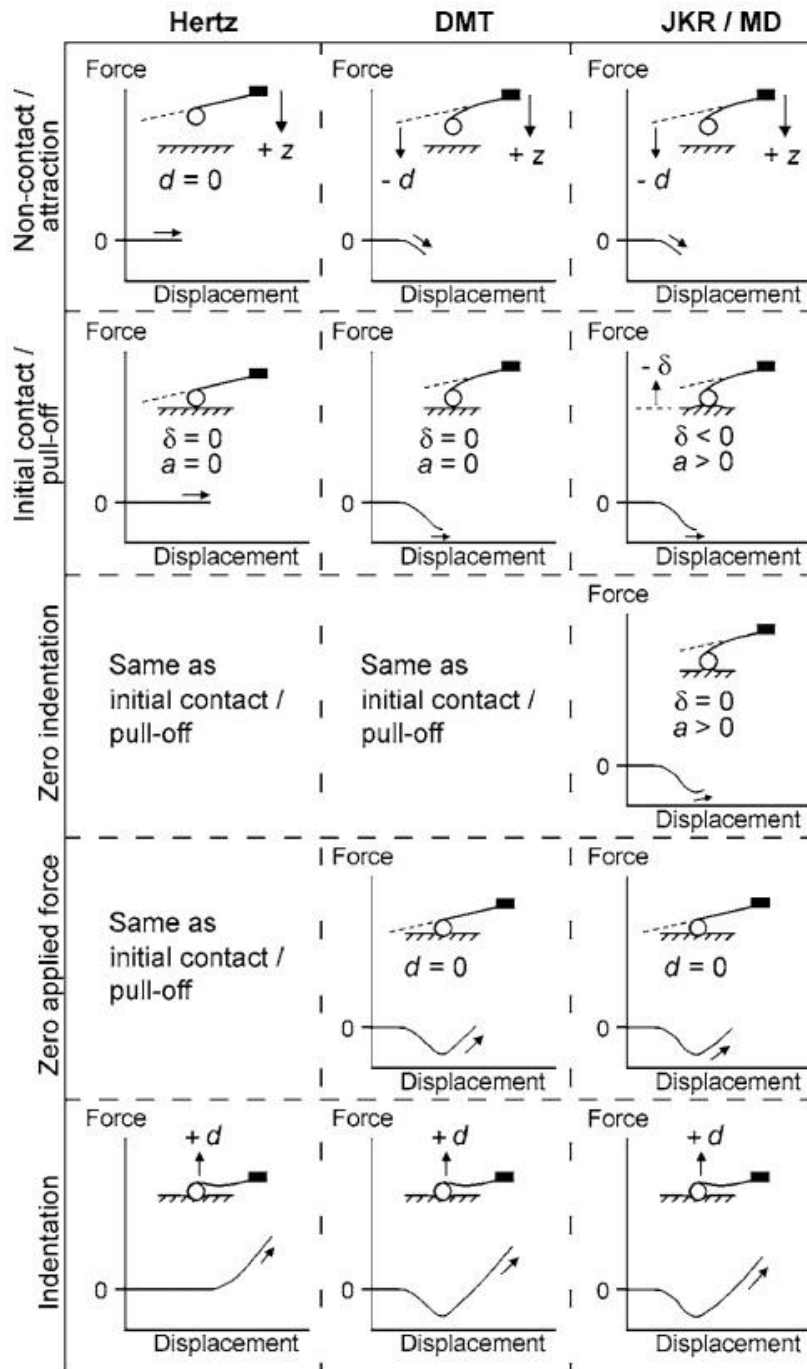 Hertz
DMT
JKR / MD
Non-contact /
attraction
Force
+ z
d = 0
0
Displacement
Force
- d
+ z
0
Displacement
Force
- d
+ z
0
Displacement
Initial contact /
pull-off
Force
δ = 0
a = 0
0
Displacement
Force
δ = 0
a = 0
0
Displacement
Force
- δ
δ < 0
a > 0
0
Displacement
Zero indentation
Same as
initial contact /
pull-off
Same as
initial contact /
pull-off
Force
δ = 0
a > 0
0
Displacement
Zero applied force
Same as
initial contact /
pull-off
Force
d = 0
0
Displacement
Force
d = 0
0
Displacement
Indentation
Force
+ d
0
Displacement
Force
+ d
0
Displacement
Force
+ d
0
Displacement